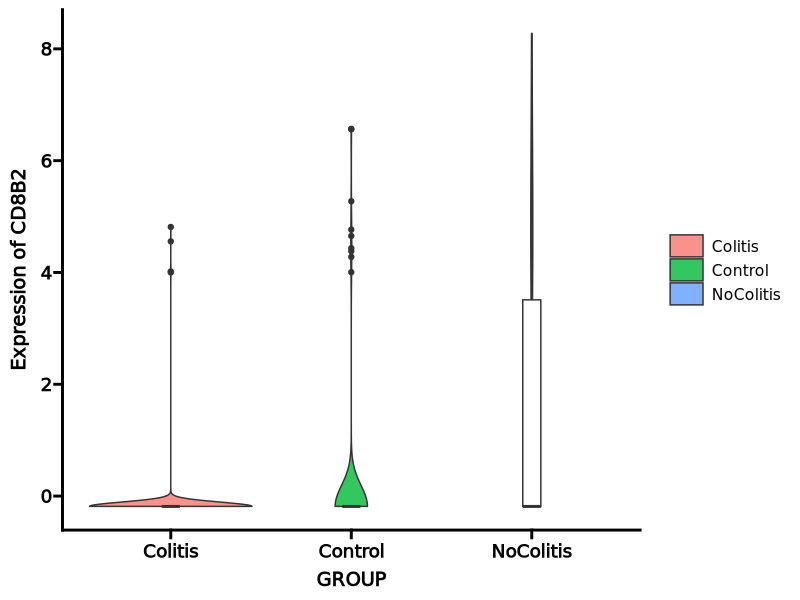 Expression of CD8B2
8
6
4
2
0
Colitis
Control
NoColitis
GROUP
Colitis
Control
NoColitis